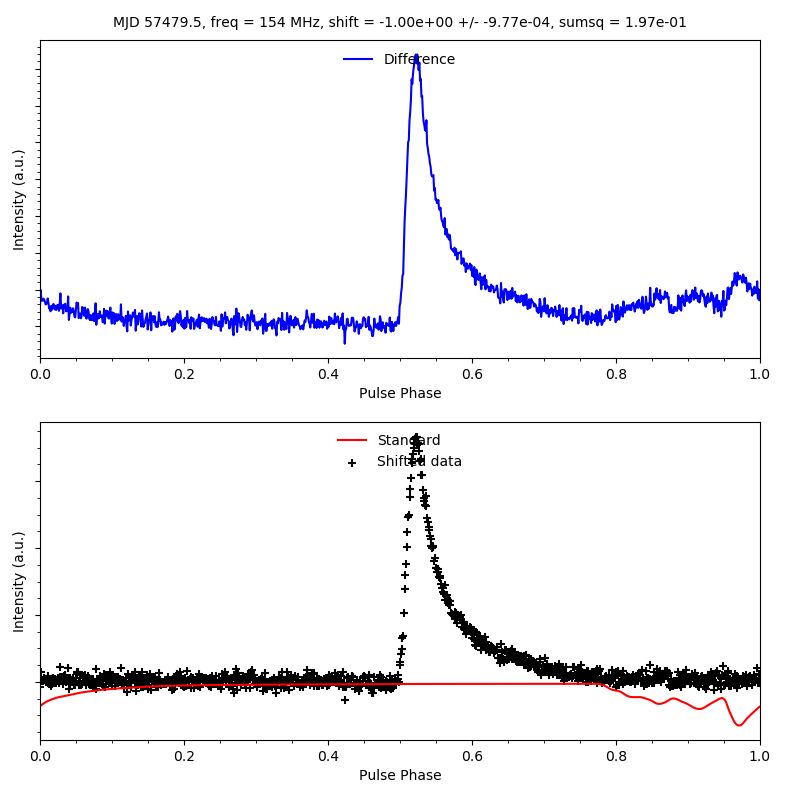 MJD 57479.5, freq = 154 MHz, shift = -1.00e+00 +/- -9.77e-04, sumsq = 1.97e-01
Difference
Intensity (a.u.)
0.0 0.2 0.4 0.6 0.8 1.0
Pulse Phase
Standard
Shifted data
Intensity (a.u.)
0.0 0.2 0.4 0.6 0.8 1.0
Pulse Phase